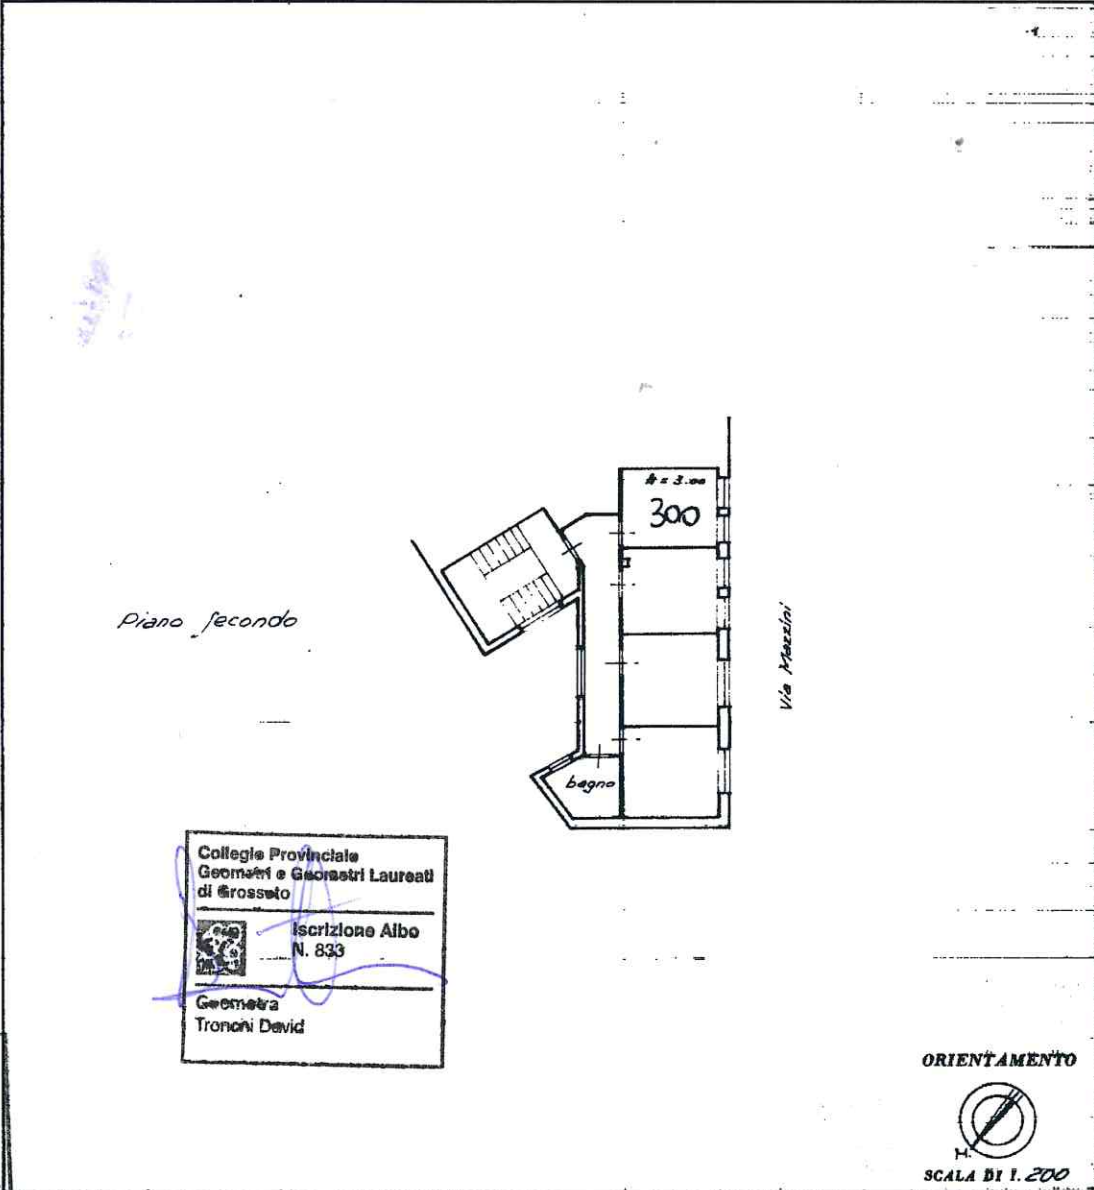 H = 3.00
300
Piano secondo
Via Mazzini
bagno
Collegio Provinciale
Geometri e Geometri Laureati
di Grosseto
Iscrizione Albo
N. 833
Geometra
Tronchi David
ORIENTAMENTO
N.
SCALA DI 1.200